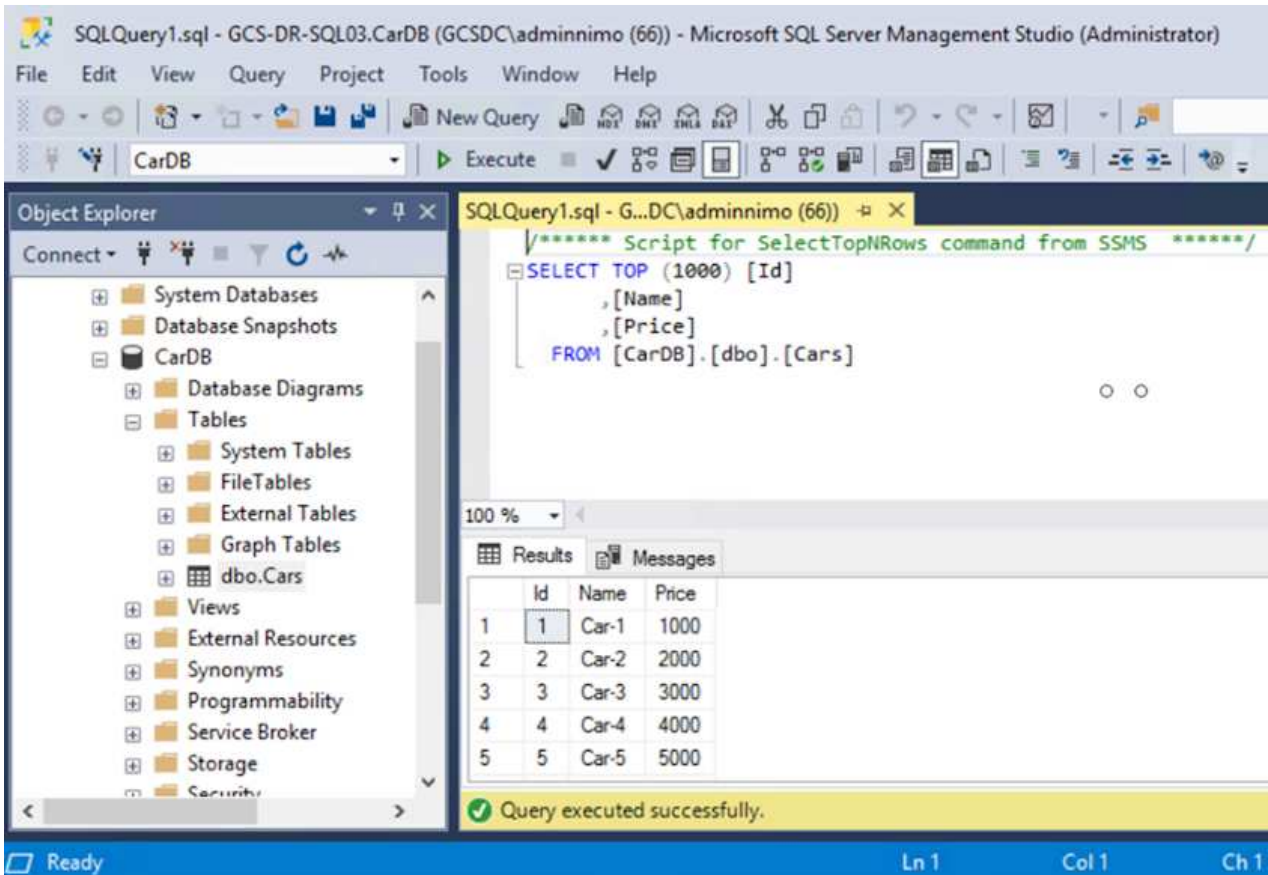 SQLQuery1.sql - GCS-DR-SQL03.CarDB (GCSDC\adminnimo (66)) - Microsoft SQL Server Management Studio (Administrator)
File Edit View Query Project Tools Window Help
New Query MDX DMX XMLA DAX
CarDB Execute
Object Explorer
Connect
System Databases
Database Snapshots
CarDB
Database Diagrams
Tables
System Tables
FileTables
External Tables
Graph Tables
dbo.Cars
Views
External Resources
Synonyms
Programmability
Service Broker
Storage
Security
SQLQuery1.sql - G...DC\adminnimo (66))
/****** Script for SelectTopNRows command from SSMS ******/
SELECT TOP (1000) [Id]
,[Name]
,[Price]
FROM [CarDB].[dbo].[Cars]
100 %
Results Messages
Id Name Price
1 1 Car-1 1000
2 2 Car-2 2000
3 3 Car-3 3000
4 4 Car-4 4000
5 5 Car-5 5000
Query executed successfully.
Ready Ln 1 Col 1 Ch 1